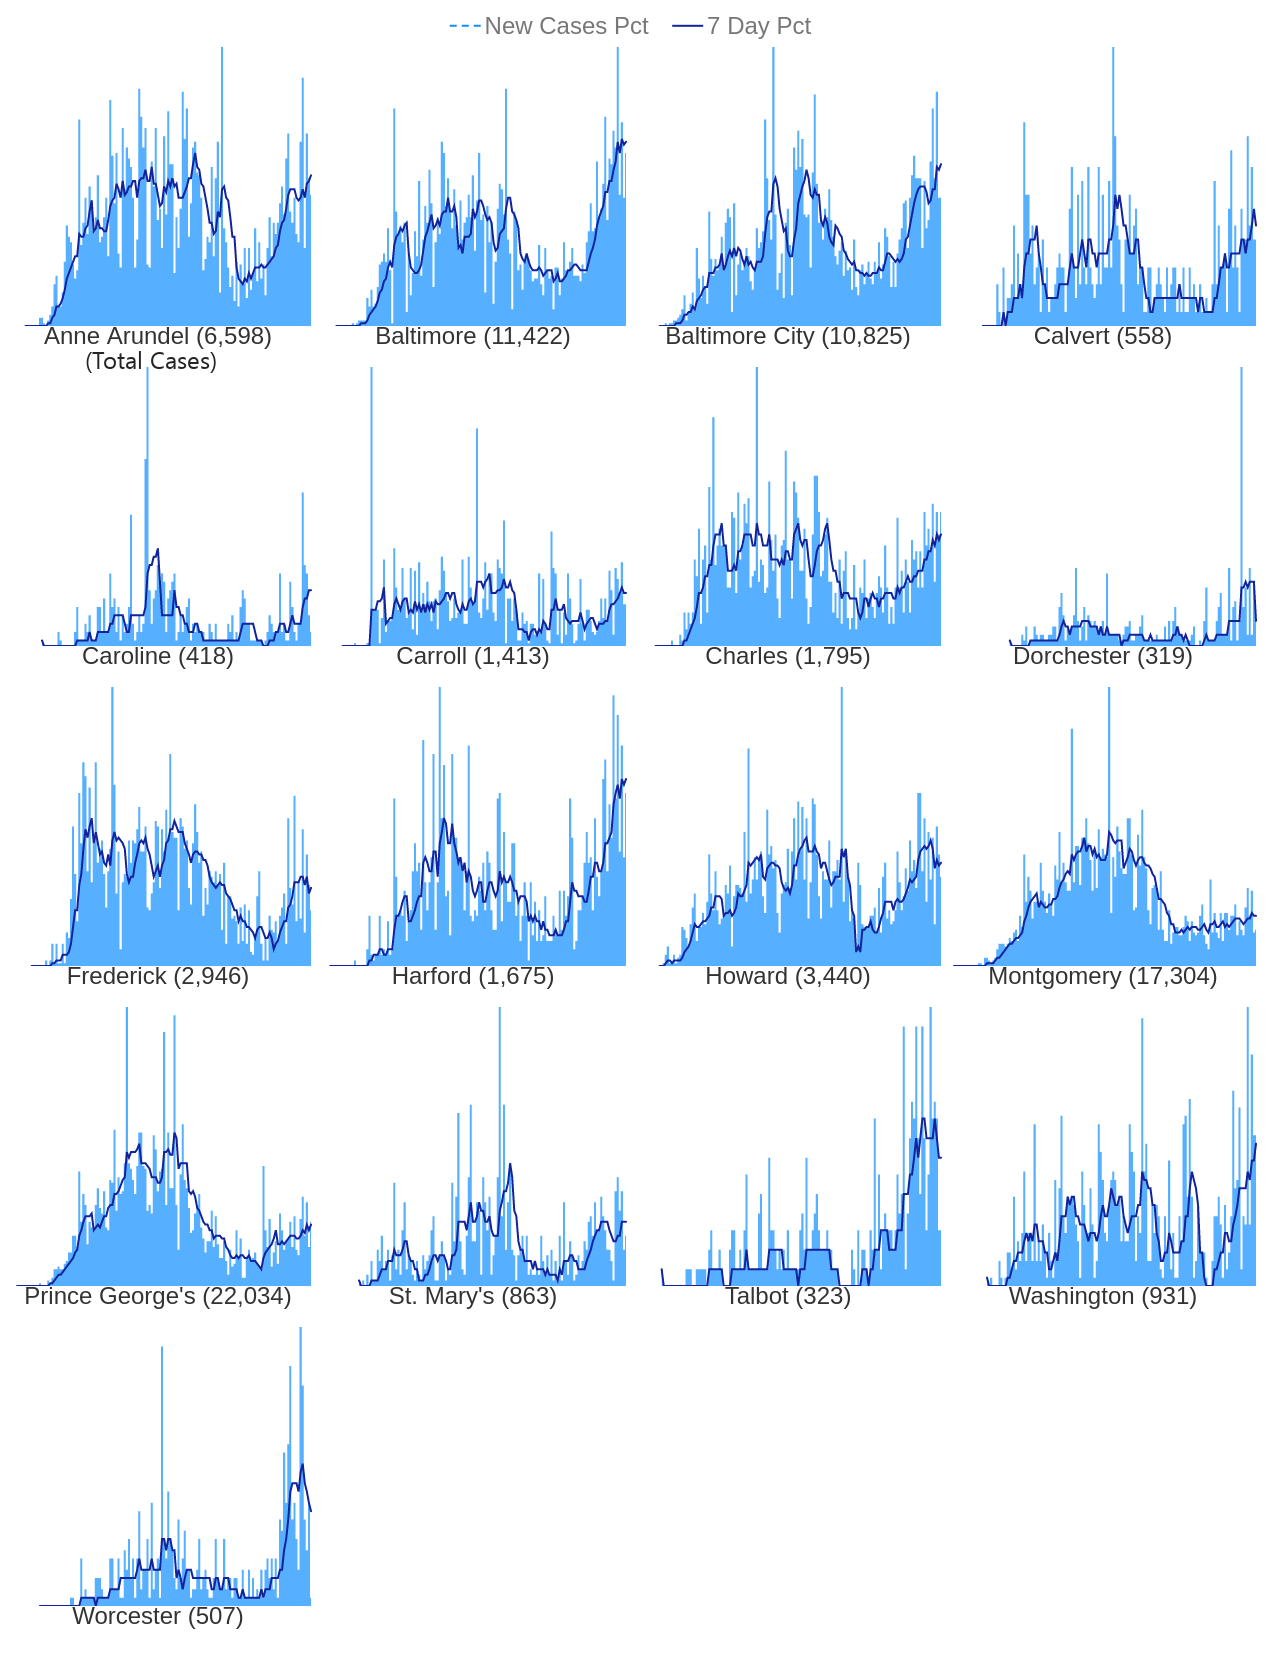 New Cases Pct 7 Day Pct
Anne Arundel (6,598) Baltimore (11,422) Baltimore City (10,825) Calvert (558)
(Total Cases)
Caroline (418) Carroll (1,413) Charles (1,795) Dorchester (319)
Frederick (2,946) Harford (1,675) Howard (3,440) Montgomery (17,304)
Prince George's (22,034) St. Mary's (863) Talbot (323) Washington (931)
Worcester (507)